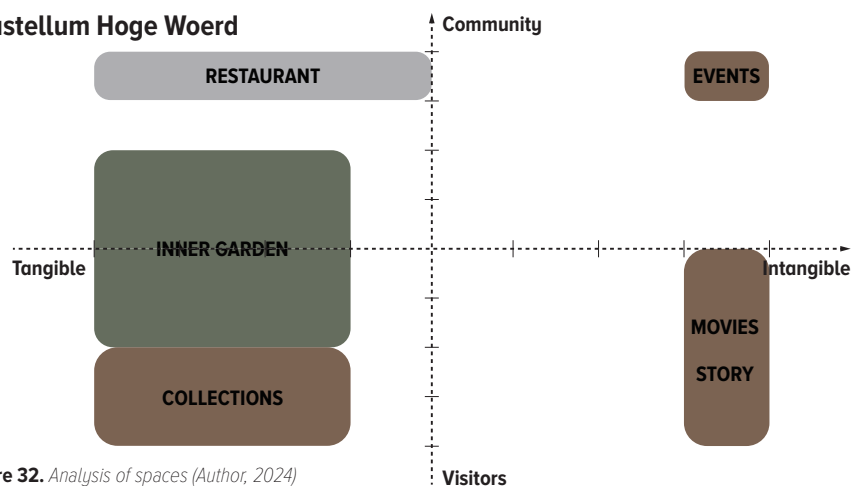 stellum Hoge Woerd
Community
RESTAURANT
EVENTS
INNER GARDEN
Tangible
Intangible
MOVIES
STORY
COLLECTIONS
re 32. Analysis of spaces (Author, 2024)
Visitors